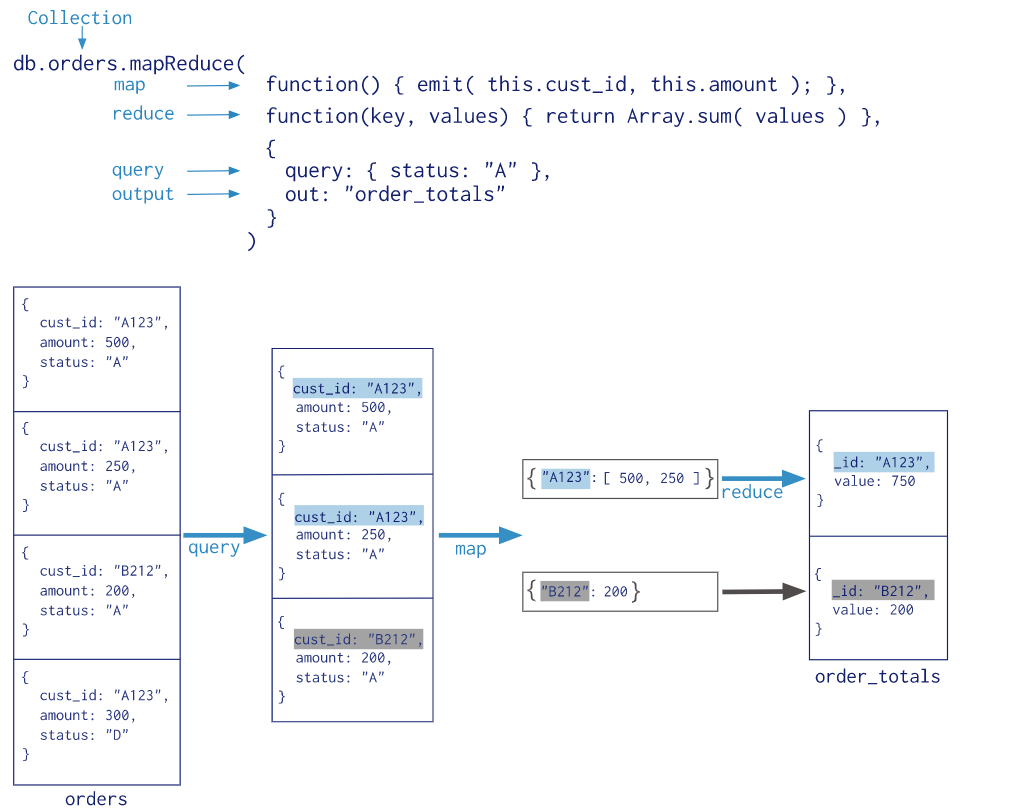 Collection
db.orders.mapReduce(
map function() { emit( this.cust_id, this.amount ); },
reduce function(key, values) { return Array.sum( values ) },
{
query query: { status: "A" },
output out: "order_totals"
}
)
{
cust_id: "A123",
amount: 500,
status: "A"
}
{
cust_id: "A123",
amount: 250,
status: "A"
}
{
cust_id: "B212",
amount: 200,
status: "A"
}
{
cust_id: "A123",
amount: 300,
status: "D"
}
orders
query
{
cust_id: "A123",
amount: 500,
status: "A"
}
{
cust_id: "A123",
amount: 250,
status: "A"
}
{
cust_id: "B212",
amount: 200,
status: "A"
}
map
{ "A123": [ 500, 250 ] }
{ "B212": 200 }
reduce
{
_id: "A123",
value: 750
}
{
_id: "B212",
value: 200
}
order_totals